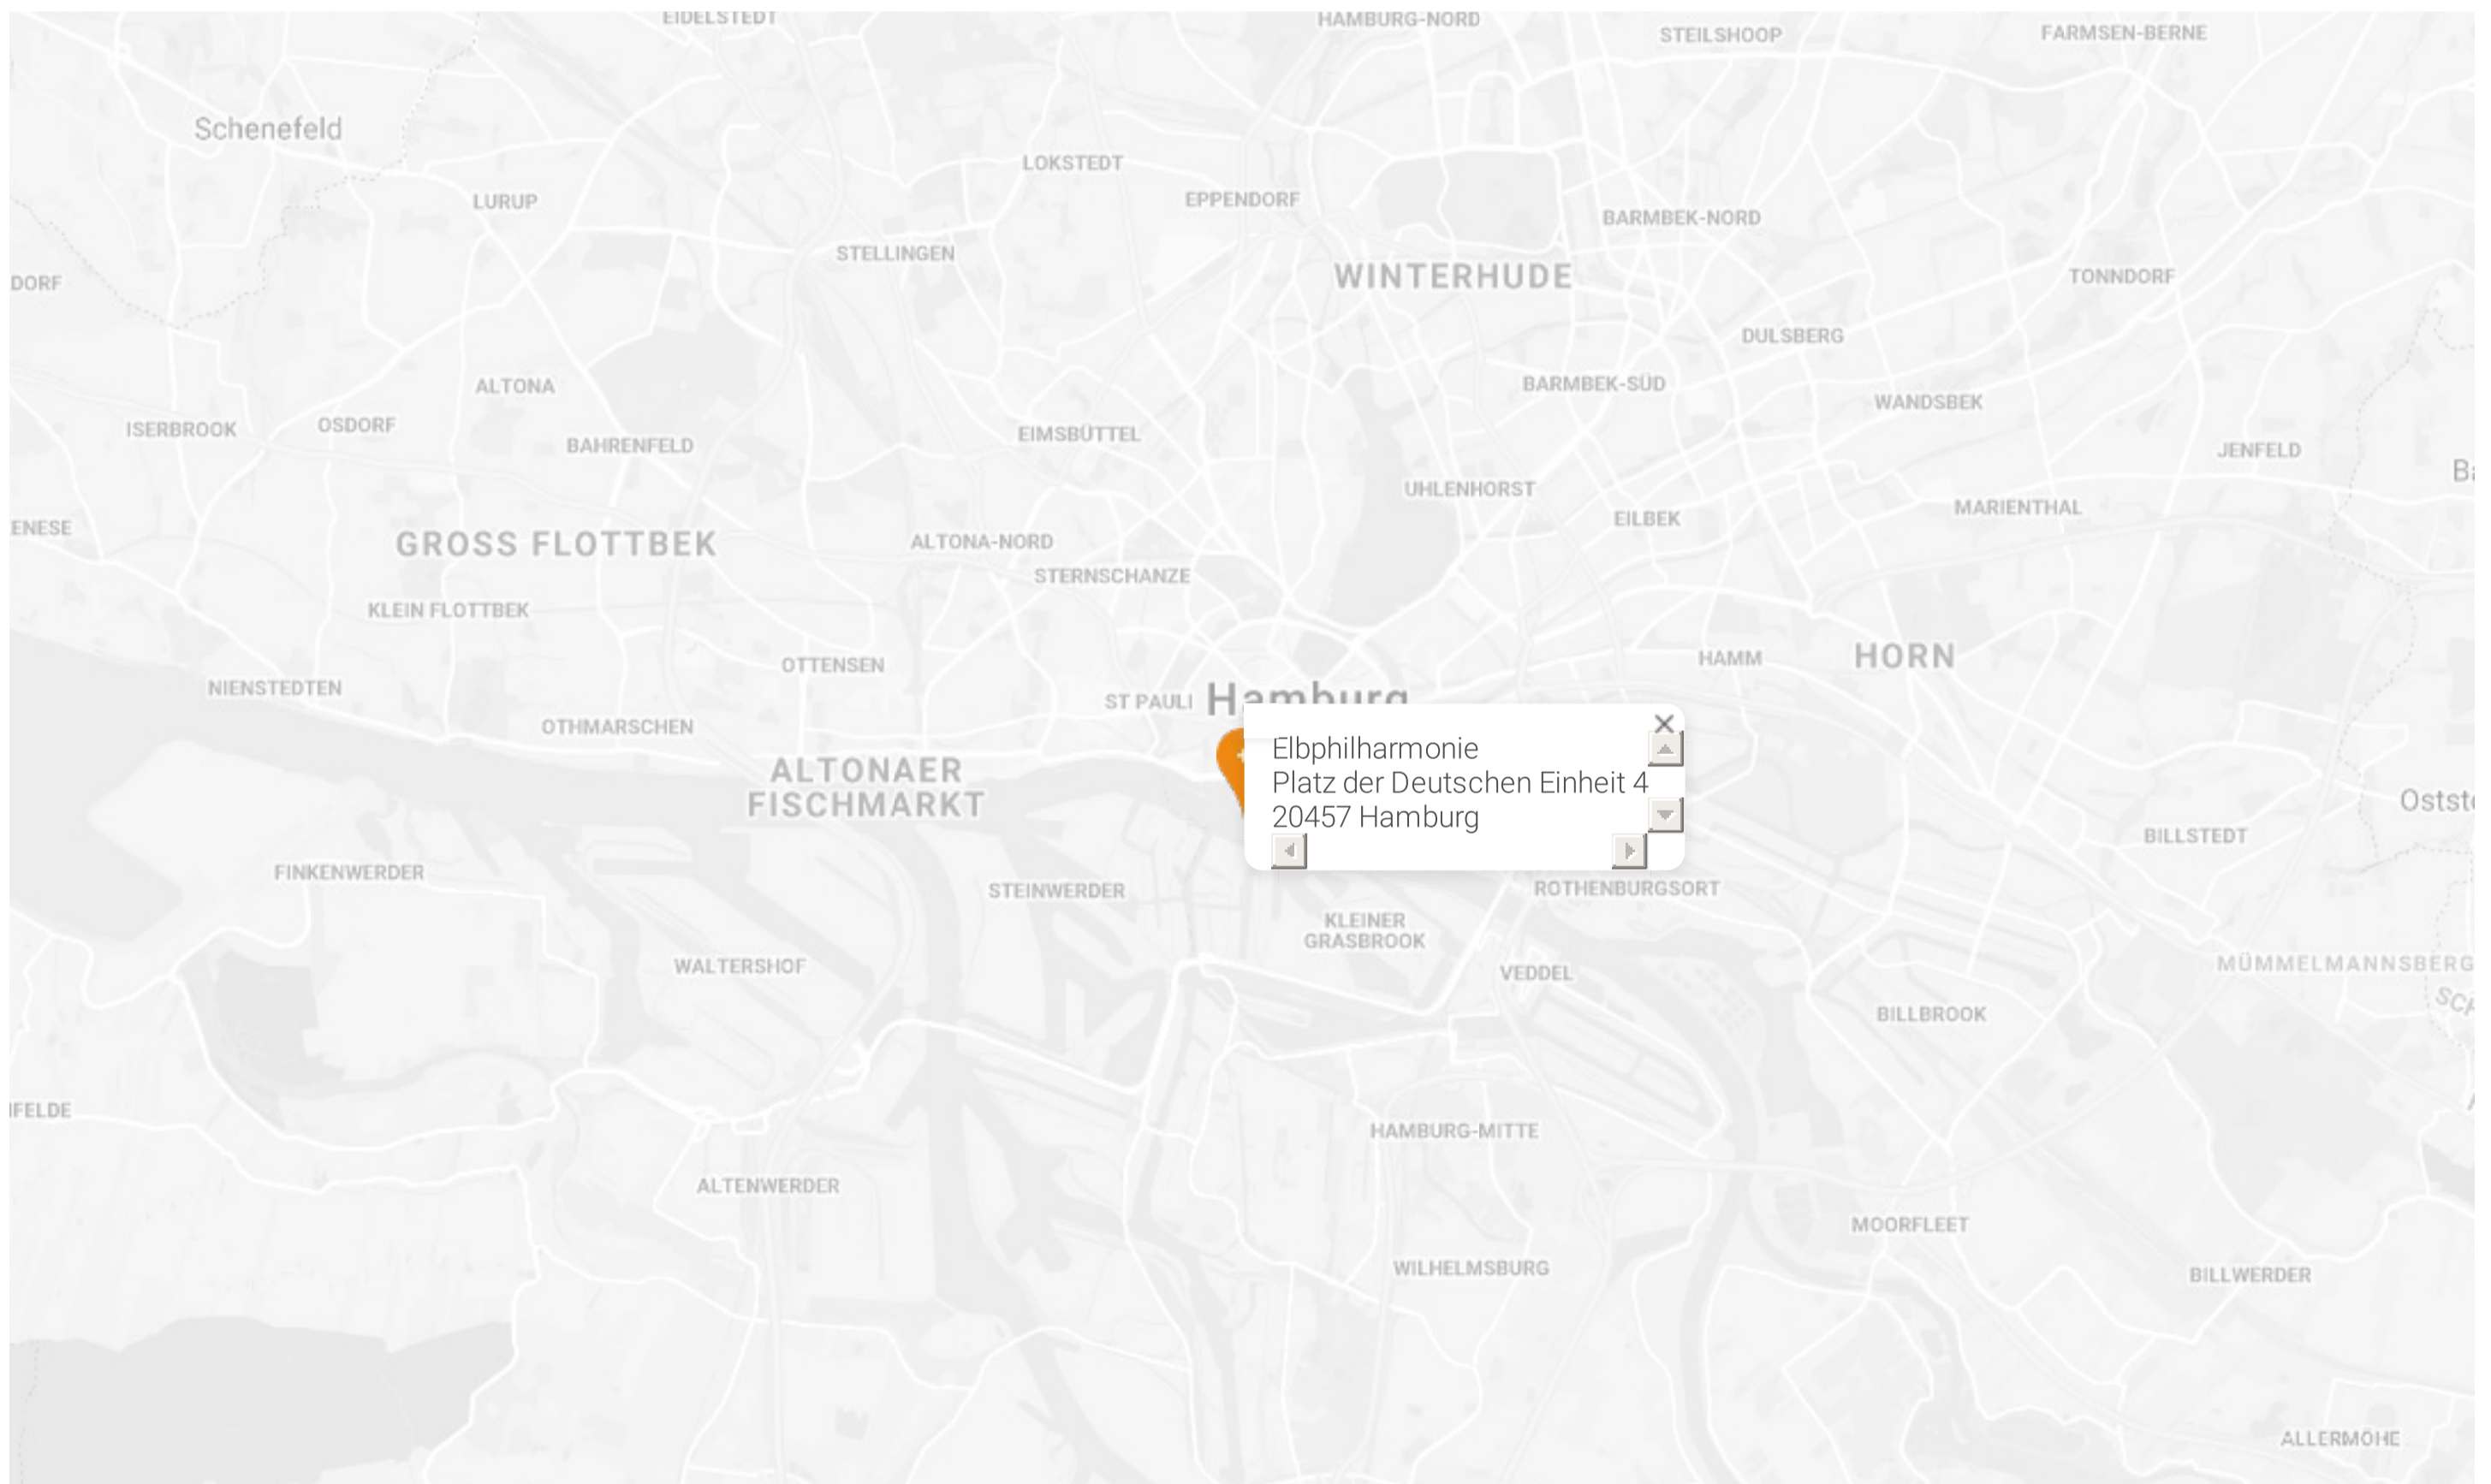 EIDELSTEDT
HAMBURG-NORD
STEILSHOOP
FARMSEN-BERNE
Schenefeld
LOKSTEDT
LURUP
EPPENDORF
BARMBEK-NORD
STELLINGEN
WINTERHUDE
TONNDORF
DORF
DULSBERG
ALTONA
BARMBEK-SÜD
WANDSBEK
ISERBROOK
OSDORF
BAHRENFELD
EIMSBÜTTEL
JENFELD
UHLENHORST
EILBEK
MARIENTHAL
ENESE
GROSS FLOTTBEK
ALTONA-NORD
STERNSCHANZE
KLEIN FLOTTBEK
OTTENSEN
HAMM
HORN
NIENSTEDTEN
ST PAULI
Hamburg
OTHMARSCHEN
Elbphilharmonie
Platz der Deutschen Einheit 4
20457 Hamburg
ALTONAER
FISCHMARKT
Ostste
BILLSTEDT
FINKENWERDER
STEINWERDER
ROTHENBURGSORT
KLEINER
GRASBROOK
WALTERSHOF
VEDDEL
MÜMMELMANNSBERG
SCH
BILLBROOK
FELDE
HAMBURG-MITTE
ALTENWERDER
MOORFLEET
WILHELMSBURG
BILLWERDER
ALLERMÖHE